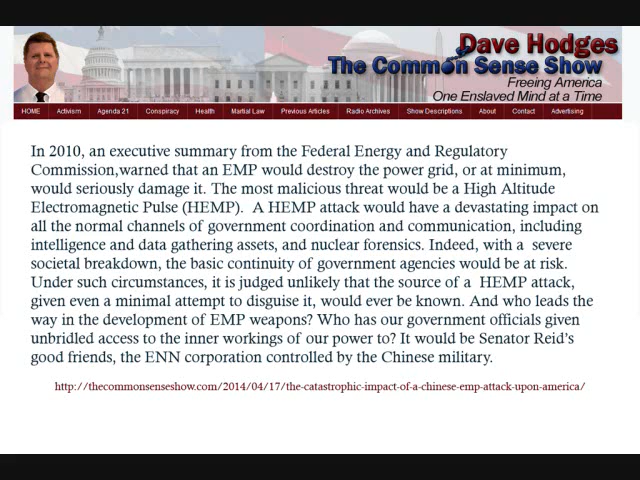 Dave Hodges
The Common Sense Show
Freeing America
One Enslaved Mind at a Time
HOME Activism Agenda 21 Conspiracy Health Martial Law Previous Articles Radio Archives Show Descriptions About Contact Advertising
In 2010, an executive summary from the Federal Energy and Regulatory
Commission,warned that an EMP would destroy the power grid, or at minimum,
would seriously damage it. The most malicious threat would be a High Altitude
Electromagnetic Pulse (HEMP). A HEMP attack would have a devastating impact on
all the normal channels of government coordination and communication, including
intelligence and data gathering assets, and nuclear forensics. Indeed, with a severe
societal breakdown, the basic continuity of government agencies would be at risk.
Under such circumstances, it is judged unlikely that the source of a HEMP attack,
given even a minimal attempt to disguise it, would ever be known. And who leads the
way in the development of EMP weapons? Who has our government officials given
unbridled access to the inner workings of our power to? It would be Senator Reid's
good friends, the ENN corporation controlled by the Chinese military.
http://thecommonsenseshow.com/2014/04/17/the-catastrophic-impact-of-a-chinese-emp-attack-upon-america/